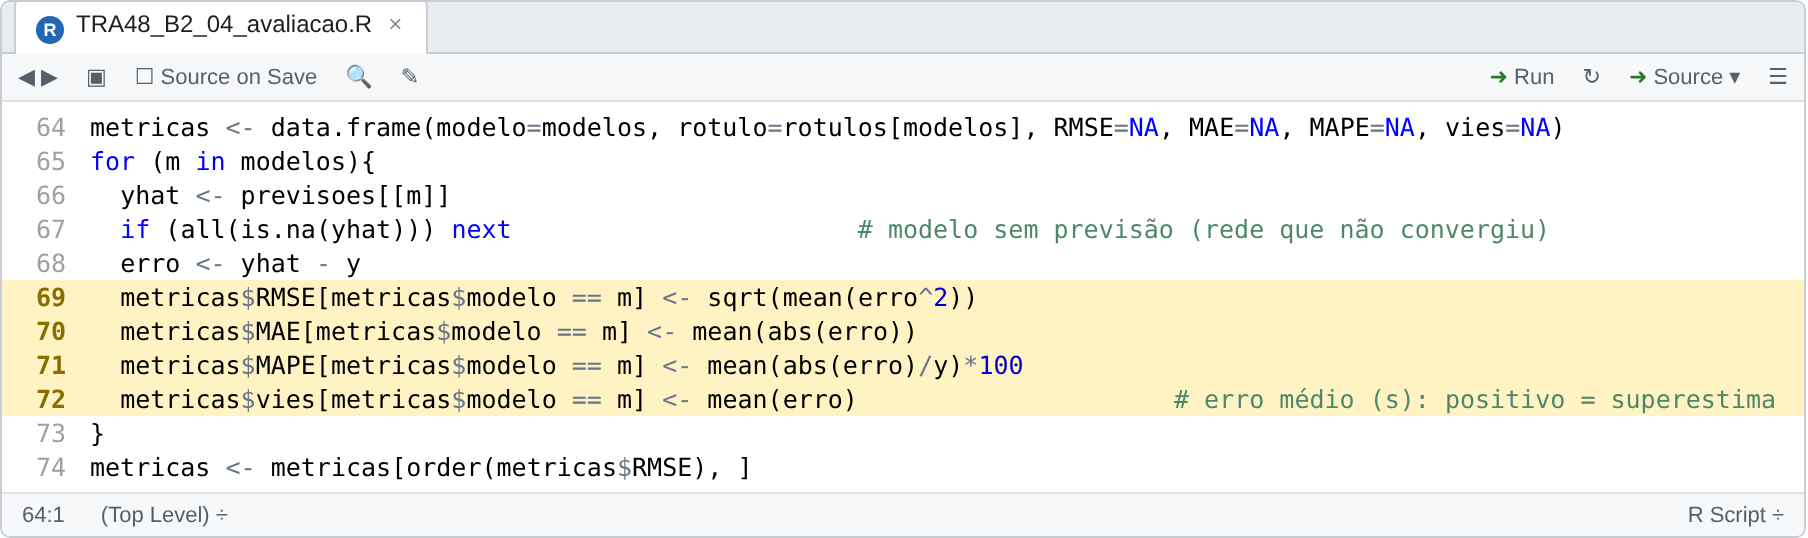 R TRA48_B2_04_avaliacao.R ×
◀ ▶ ▣ ☐ Source on Save 🔍 ✎ ➜ Run ↻ ➜ Source ▾ ☰
64 metricas <- data.frame(modelo=modelos, rotulo=rotulos[modelos], RMSE=NA, MAE=NA, MAPE=NA, vies=NA)
65 for (m in modelos){
66   yhat <- previsoes[[m]]
67   if (all(is.na(yhat))) next                       # modelo sem previsão (rede que não convergiu)
68   erro <- yhat - y
69   metricas$RMSE[metricas$modelo == m] <- sqrt(mean(erro^2))
70   metricas$MAE[metricas$modelo == m] <- mean(abs(erro))
71   metricas$MAPE[metricas$modelo == m] <- mean(abs(erro)/y)*100
72   metricas$vies[metricas$modelo == m] <- mean(erro)                     # erro médio (s): positivo = superestima
73 }
74 metricas <- metricas[order(metricas$RMSE), ]
64:1 (Top Level) ÷ R Script ÷